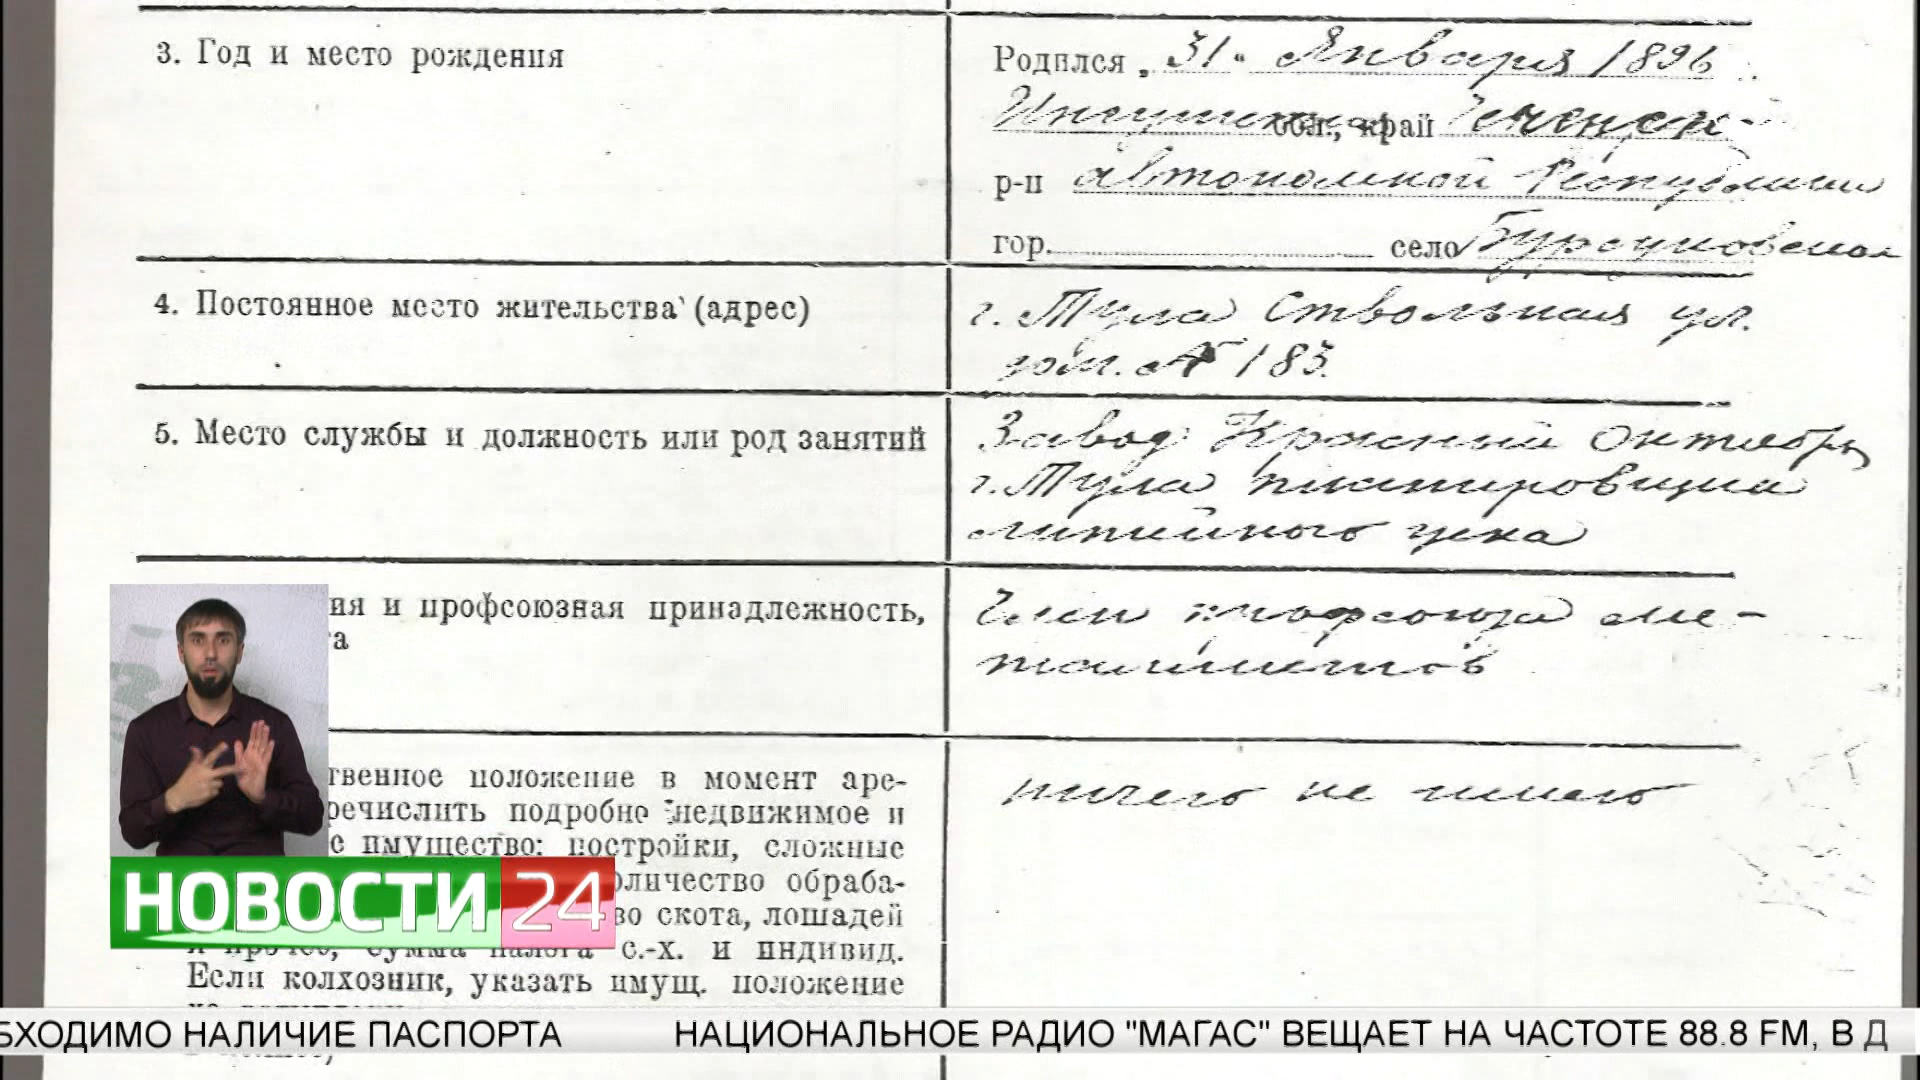 3. Год и место рождения
Родился „31" Января 1896
Ингушской обл., край Чеченской
р-н автономной Республики
гор. село Бурсуковская
4. Постоянное место жительства (адрес)
г. Тула Ствольная ул.
дом. № 183.
5. Место службы и должность или род занятий
Завод Красный Октябрь
г. Тула
литейного цеха
ия и профсоюзная принадлежность,
та
Член профсоюза ме-
таллистов
твенное положение в момент аре-
речислить подробно недвижимое и
е имущество: постройки, сложные
оличество обраба-
во скота, лошадей
и прочее, сумма налога с.-х. и индивид.
Если колхозник, указать имущ. положение
ничего не имею
НОВОСТИ 24
БХОДИМО НАЛИЧИЕ ПАСПОРТА НАЦИОНАЛЬНОЕ РАДИО "МАГАС" ВЕЩАЕТ НА ЧАСТОТЕ 88.8 FM, В Д